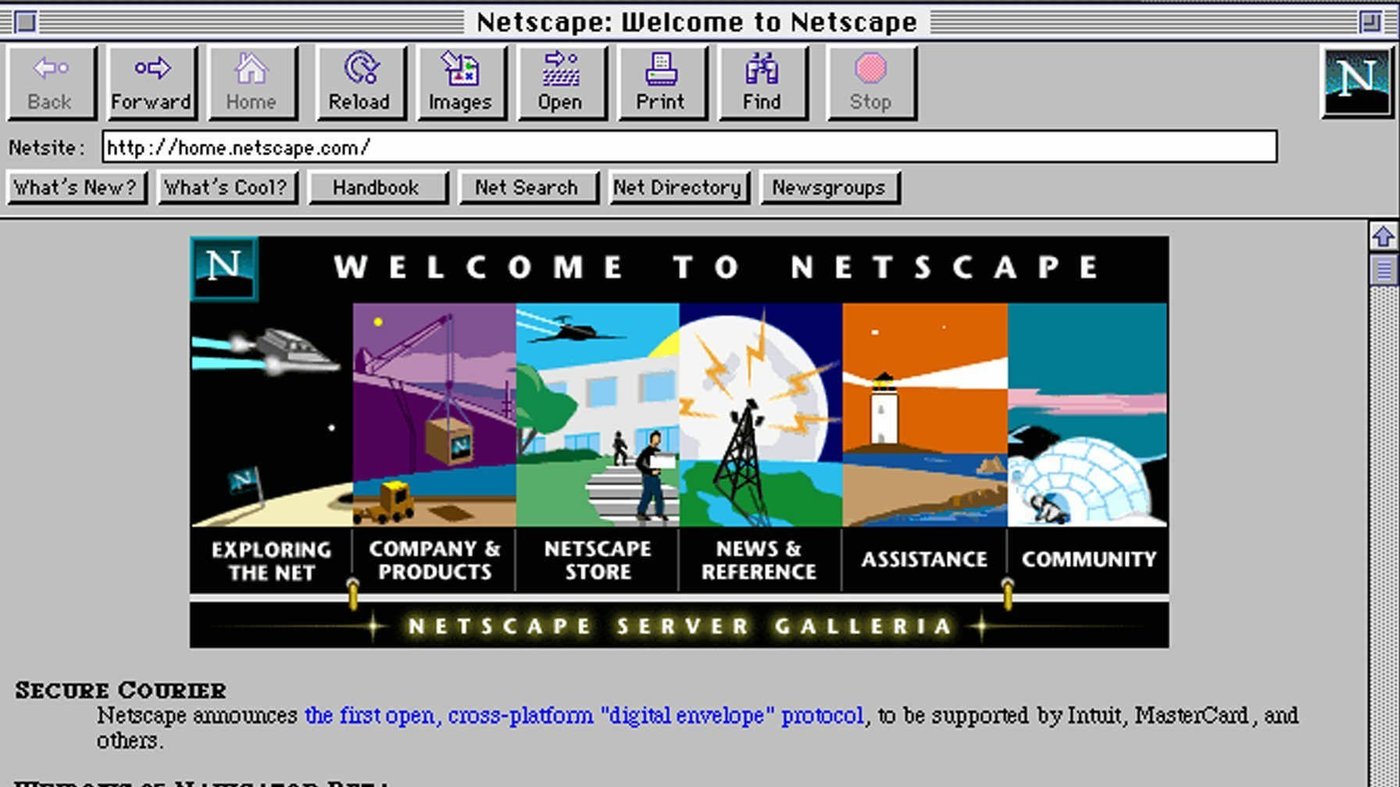 Netscape: Welcome to Netscape
Back Forward Home Reload Images Open Print Find Stop
N
Netsite: http://home.netscape.com/
What's New? What's Cool? Handbook Net Search Net Directory Newsgroups
N WELCOME TO NETSCAPE
N
N
EXPLORING
THE NET
COMPANY &
PRODUCTS
NETSCAPE
STORE
NEWS &
REFERENCE
ASSISTANCE
COMMUNITY
NETSCAPE SERVER GALLERIA
SECURE COURIER
Netscape announces the first open, cross-platform "digital envelope" protocol, to be supported by Intuit, MasterCard, and
others.